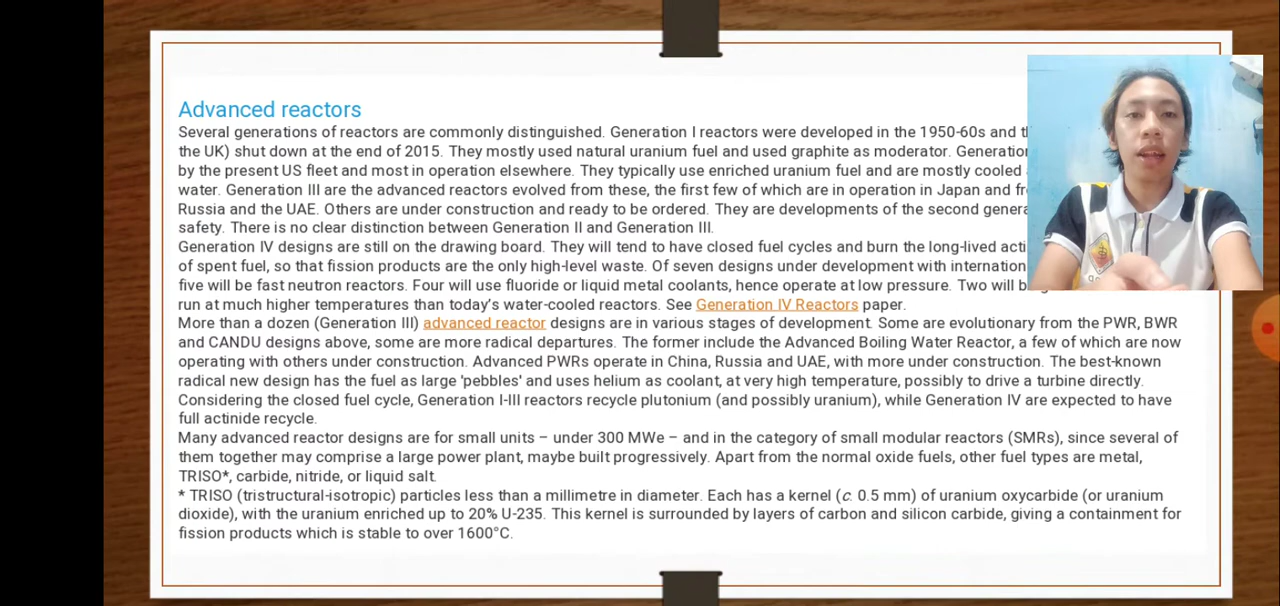 Advanced reactors
Several generations of reactors are commonly distinguished. Generation I reactors were developed in the 1950-60s and
the UK) shut down at the end of 2015. They mostly used natural uranium fuel and used graphite as moderator.
by the present US fleet and most in operation elsewhere. They typically use enriched uranium fuel and are mostly cooled
water. Generation III are the advanced reactors evolved from these, the first few of which are in operation in Japan and
Russia and the UAE. Others are under construction and ready to be ordered. They are developments of the second
safety. There is no clear distinction between Generation II and Generation III.
Generation IV designs are still on the drawing board. They will tend to have closed fuel cycles and burn the long-lived
of spent fuel, so that fission products are the only high-level waste. Of seven designs under development with
five will be fast neutron reactors. Four will use fluoride or liquid metal coolants, hence operate at low pressure. Two will
run at much higher temperatures than today's water-cooled reactors. See Generation IV Reactors paper.
More than a dozen (Generation III) advanced reactor designs are in various stages of development. Some are evolutionary from the PWR, BWR
and CANDU designs above, some are more radical departures. The former include the Advanced Boiling Water Reactor, a few of which are now
operating with others under construction. Advanced PWRs operate in China, Russia and UAE, with more under construction. The best-known
radical new design has the fuel as large 'pebbles' and uses helium as coolant, at very high temperature, possibly to drive a turbine directly.
Considering the closed fuel cycle, Generation I-III reactors recycle plutonium (and possibly uranium), while Generation IV are expected to have
full actinide recycle.
Many advanced reactor designs are for small units – under 300 MWe – and in the category of small modular reactors (SMRs), since several of
them together may comprise a large power plant, maybe built progressively. Apart from the normal oxide fuels, other fuel types are metal,
TRISO*, carbide, nitride, or liquid salt.
* TRISO (tristructural-isotropic) particles less than a millimetre in diameter. Each has a kernel (c. 0.5 mm) of uranium oxycarbide (or uranium
dioxide), with the uranium enriched up to 20% U-235. This kernel is surrounded by layers of carbon and silicon carbide, giving a containment for
fission products which is stable to over 1600°C.